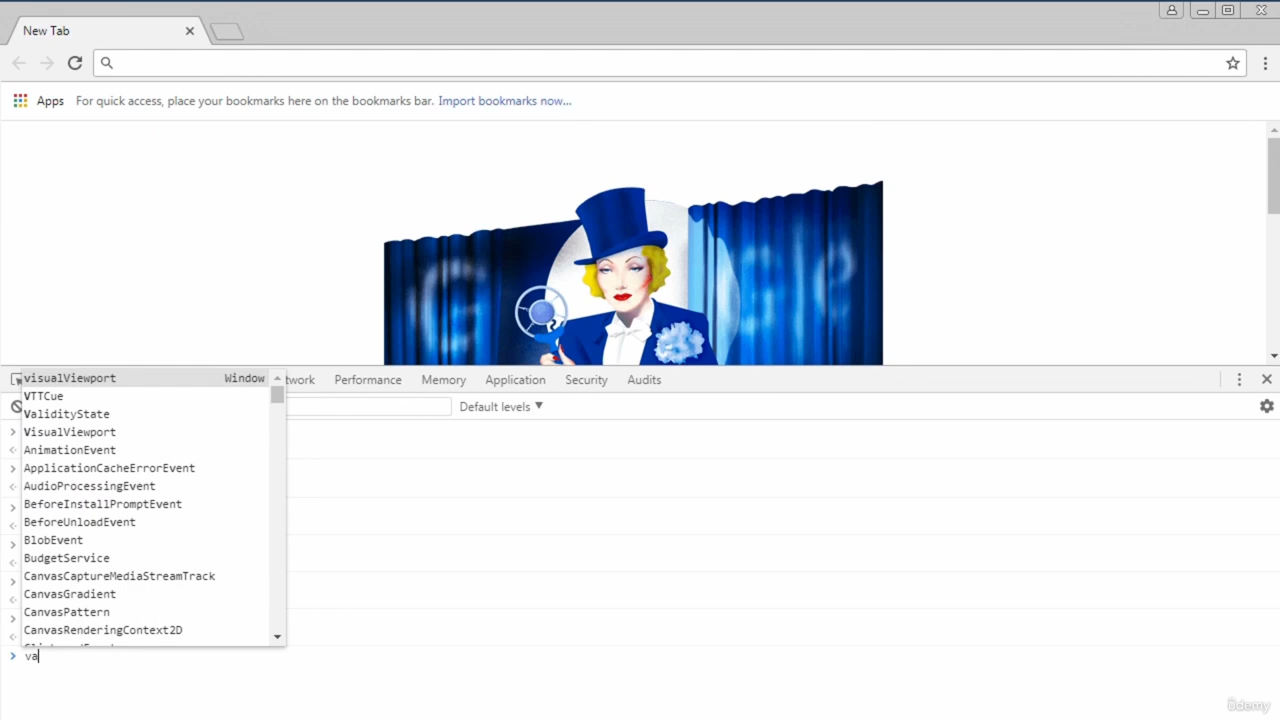 New Tab
Apps For quick access, place your bookmarks here on the bookmarks bar. Import bookmarks now...
twork Performance Memory Application Security Audits
Default levels
visualViewport Window
VTTCue
ValidityState
VisualViewport
AnimationEvent
ApplicationCacheErrorEvent
AudioProcessingEvent
BeforeInstallPromptEvent
BeforeUnloadEvent
BlobEvent
BudgetService
CanvasCaptureMediaStreamTrack
CanvasGradient
CanvasPattern
CanvasRenderingContext2D
va
ûdemy